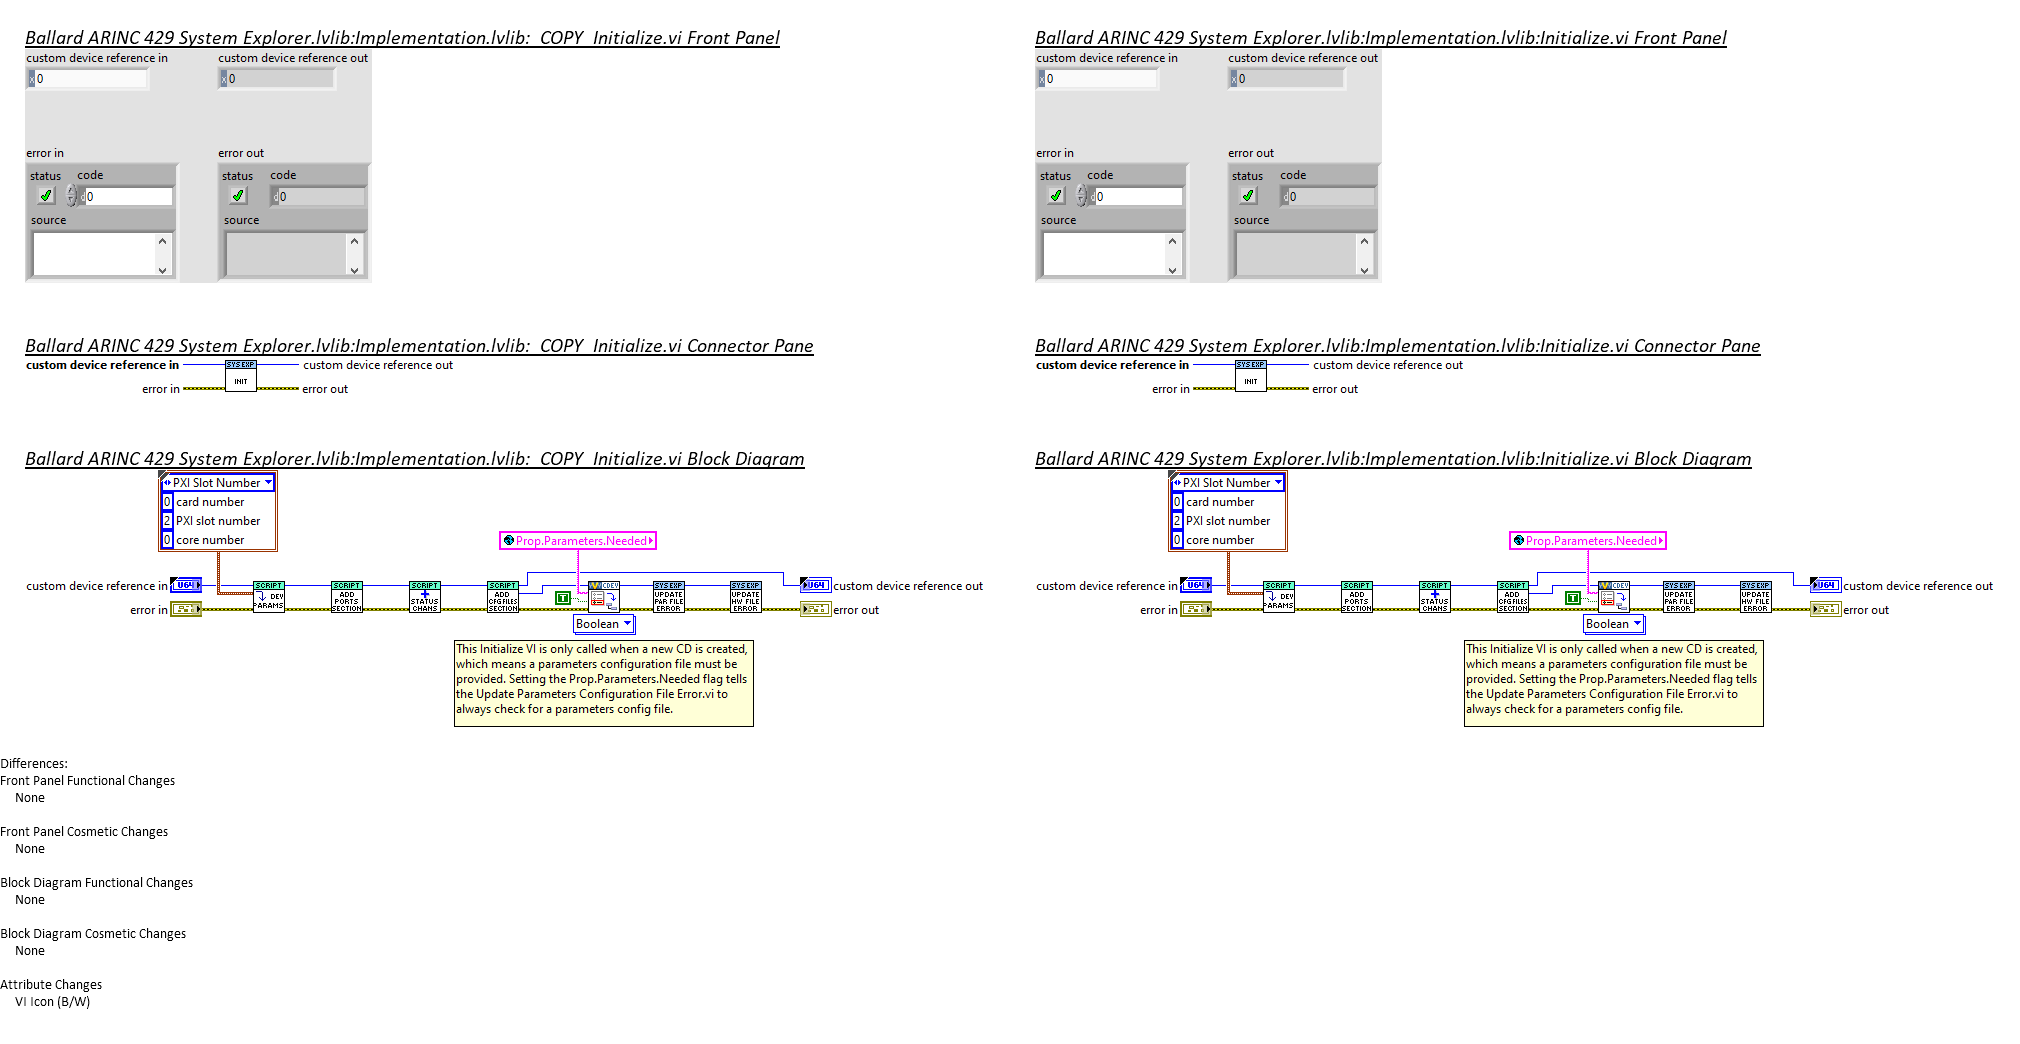 Ballard ARINC 429 System Explorer.lvlib:Implementation.lvlib:_COPY_Initialize.vi Front Panel
custom device reference in
custom device reference out
x 0
x 0
error in
error out
status code
status code
d 0
d 0
source
source
Ballard ARINC 429 System Explorer.lvlib:Implementation.lvlib:_COPY_Initialize.vi Connector Pane
custom device reference in
SYS EXP
INIT
custom device reference out
error in
error out
Ballard ARINC 429 System Explorer.lvlib:Implementation.lvlib:_COPY_Initialize.vi Block Diagram
PXI Slot Number
0 card number
2 PXI slot number
0 core number
Prop.Parameters.Needed
custom device reference in
U64
SCRIPT
DEV
PARAMS
SCRIPT
ADD
PORTS
SECTION
SCRIPT
STATUS
CHANS
SCRIPT
ADD
CFGFILES
SECTION
T
CDEV
SYS EXP
UPDATE
PAR FILE
ERROR
SYS EXP
UPDATE
HW FILE
ERROR
U64
custom device reference out
error in
error out
Boolean
This Initialize VI is only called when a new CD is created,
which means a parameters configuration file must be
provided. Setting the Prop.Parameters.Needed flag tells
the Update Parameters Configuration File Error.vi to
always check for a parameters config file.
Ballard ARINC 429 System Explorer.lvlib:Implementation.lvlib:Initialize.vi Front Panel
custom device reference in
custom device reference out
x 0
x 0
error in
error out
status code
status code
d 0
d 0
source
source
Ballard ARINC 429 System Explorer.lvlib:Implementation.lvlib:Initialize.vi Connector Pane
custom device reference in
SYS EXP
INIT
custom device reference out
error in
error out
Ballard ARINC 429 System Explorer.lvlib:Implementation.lvlib:Initialize.vi Block Diagram
PXI Slot Number
0 card number
2 PXI slot number
0 core number
Prop.Parameters.Needed
custom device reference in
U64
SCRIPT
DEV
PARAMS
SCRIPT
ADD
PORTS
SECTION
SCRIPT
STATUS
CHANS
SCRIPT
ADD
CFGFILES
SECTION
T
CDEV
SYS EXP
UPDATE
PAR FILE
ERROR
SYS EXP
UPDATE
HW FILE
ERROR
U64
custom device reference out
error in
error out
Boolean
This Initialize VI is only called when a new CD is created,
which means a parameters configuration file must be
provided. Setting the Prop.Parameters.Needed flag tells
the Update Parameters Configuration File Error.vi to
always check for a parameters config file.
Differences:
Front Panel Functional Changes
None
Front Panel Cosmetic Changes
None
Block Diagram Functional Changes
None
Block Diagram Cosmetic Changes
None
Attribute Changes
VI Icon (B/W)